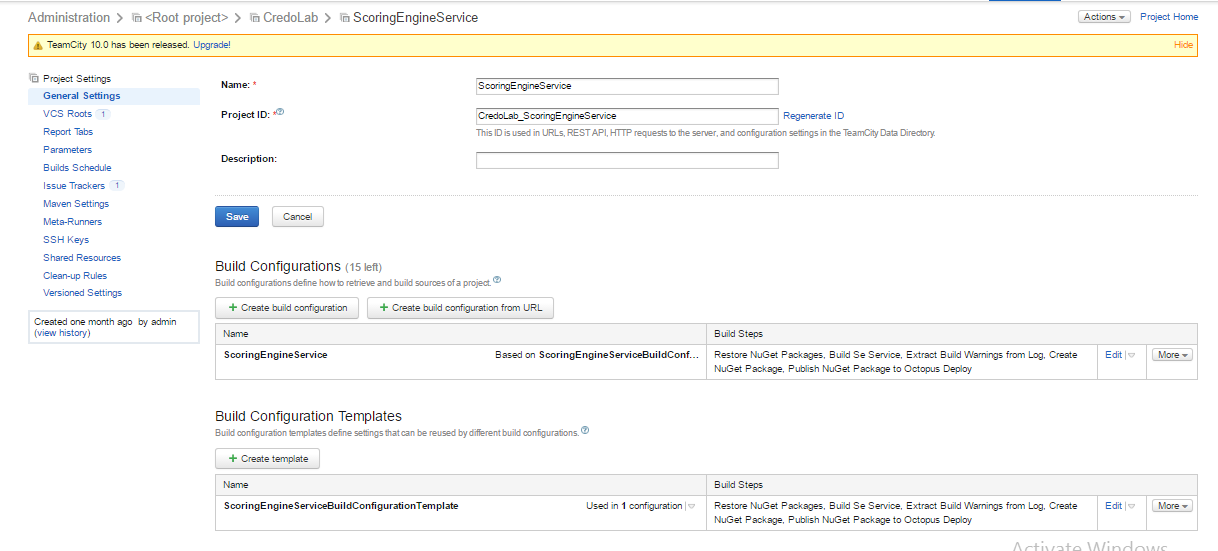 Administration > <Root project> > CredoLab > ScoringEngineService
Actions
Project Home
TeamCity 10.0 has been released. Upgrade!
Hide
Project Settings
General Settings
VCS Roots 1
Report Tabs
Parameters
Builds Schedule
Issue Trackers 1
Maven Settings
Meta-Runners
SSH Keys
Shared Resources
Clean-up Rules
Versioned Settings
Created one month ago by admin
(view history)
Name: *
ScoringEngineService
Project ID: *
CredoLab_ScoringEngineService
Regenerate ID
This ID is used in URLs, REST API, HTTP requests to the server, and configuration settings in the TeamCity Data Directory.
Description:
Save
Cancel
Build Configurations (15 left)
Build configurations define how to retrieve and build sources of a project. ?
+ Create build configuration
+ Create build configuration from URL
Name
Build Steps
ScoringEngineService
Based on ScoringEngineServiceBuildConf...
Restore NuGet Packages, Build Se Service, Extract Build Warnings from Log, Create
NuGet Package, Publish NuGet Package to Octopus Deploy
Edit
More
Build Configuration Templates
Build configuration templates define settings that can be reused by different build configurations. ?
+ Create template
Name
Build Steps
ScoringEngineServiceBuildConfigurationTemplate
Used in 1 configuration
Restore NuGet Packages, Build Se Service, Extract Build Warnings from Log, Create
NuGet Package, Publish NuGet Package to Octopus Deploy
Edit
More
Activate Windows